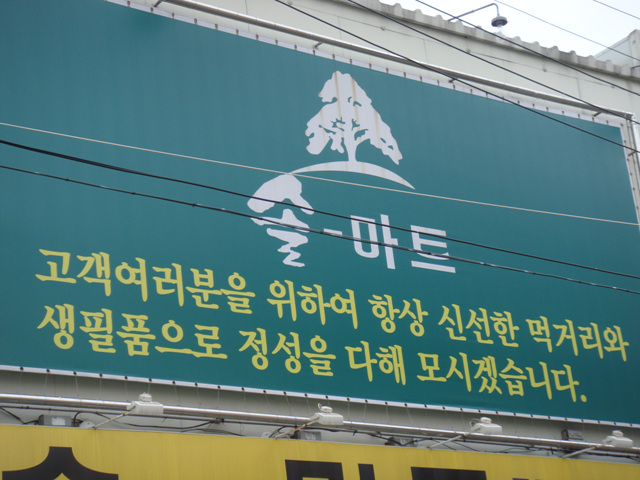 솔-마트
고객여러분을 위하여 항상 신선한 먹거리와
생필품으로 정성을 다해 모시겠습니다.